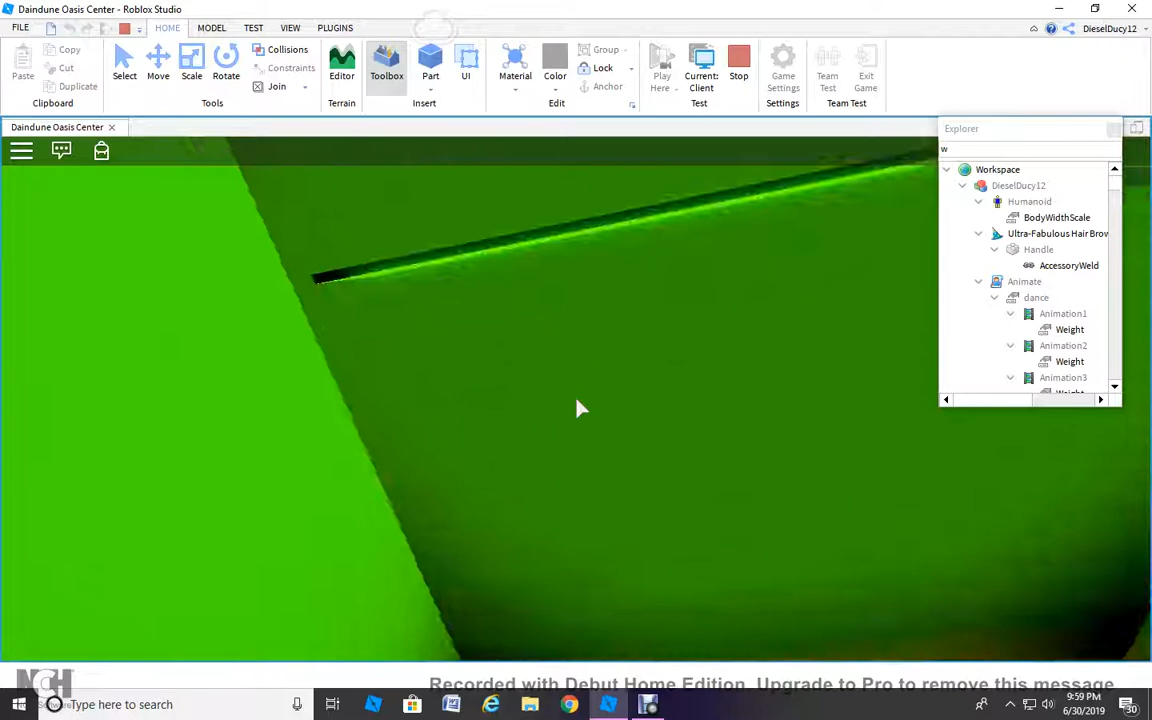 Daindune Oasis Center - Roblox Studio
FILE HOME MODEL TEST VIEW PLUGINS DieselDucy12
Paste Copy Cut Duplicate Clipboard
Select Move Scale Rotate Collisions Constraints Join Tools
Editor Terrain
Toolbox Part UI Insert
Material Color Group Lock Anchor Edit
Play Here Current: Client Stop Test
Game Settings Settings
Team Test Exit Game Team Test
Daindune Oasis Center
Explorer
w
Workspace
DieselDucy12
Humanoid
BodyWidthScale
Ultra-Fabulous Hair Brow
Handle
AccessoryWeld
Animate
dance
Animation1
Weight
Animation2
Weight
Animation3
Weight
NCH
Recorded with Debut Home Edition. Upgrade to Pro to remove this message
Type here to search
9:59 PM
6/30/2019
30